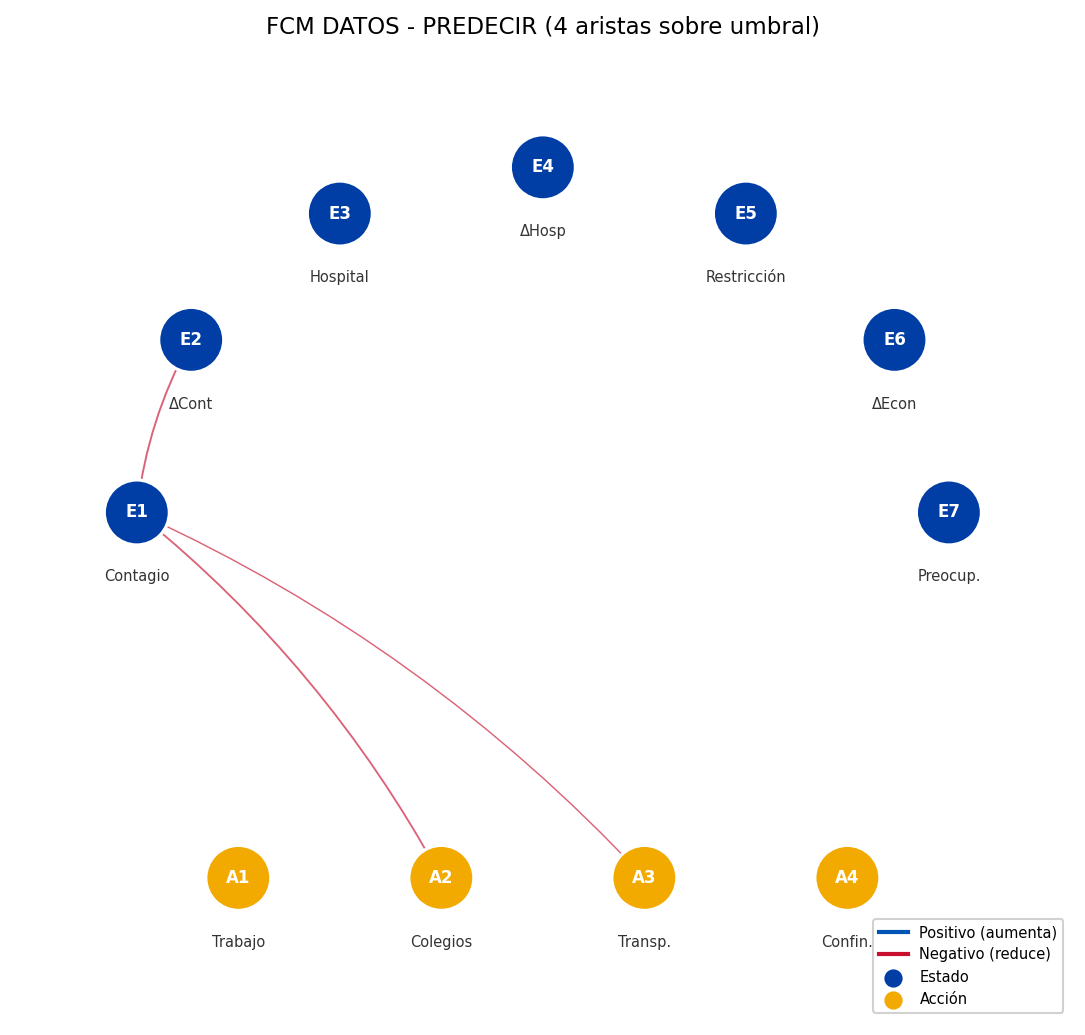 FCM DATOS - PREDECIR (4 aristas sobre umbral)
E4
ΔHosp
E3
Hospital
E5
Restricción
E2
ΔCont
E6
ΔEcon
E1
Contagio
E7
Preocup.
A1
Trabajo
A2
Colegios
A3
Transp.
A4
Confin.
Positivo (aumenta)
Negativo (reduce)
Estado
Acción